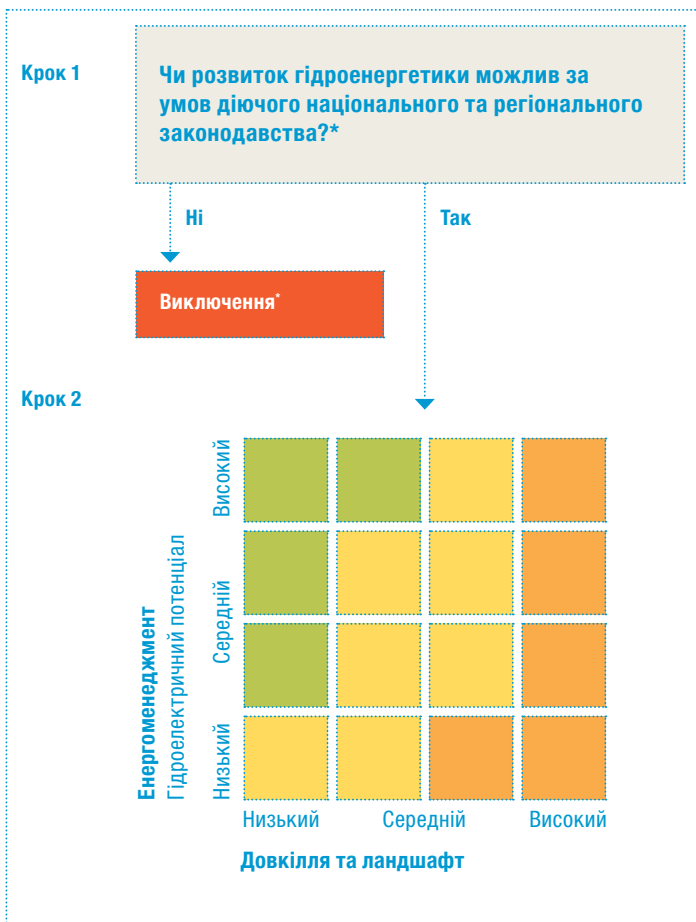 Крок 1
Чи розвиток гідроенергетики можлив за
умов діючого національного та регіонального
законодавства?*
Ні
Так
Виключення*
Крок 2
Енергоменеджмент
Гідроелектричний потенціал
Високий
Середній
Низький
Низький
Середній
Високий
Довкілля та ландшафт